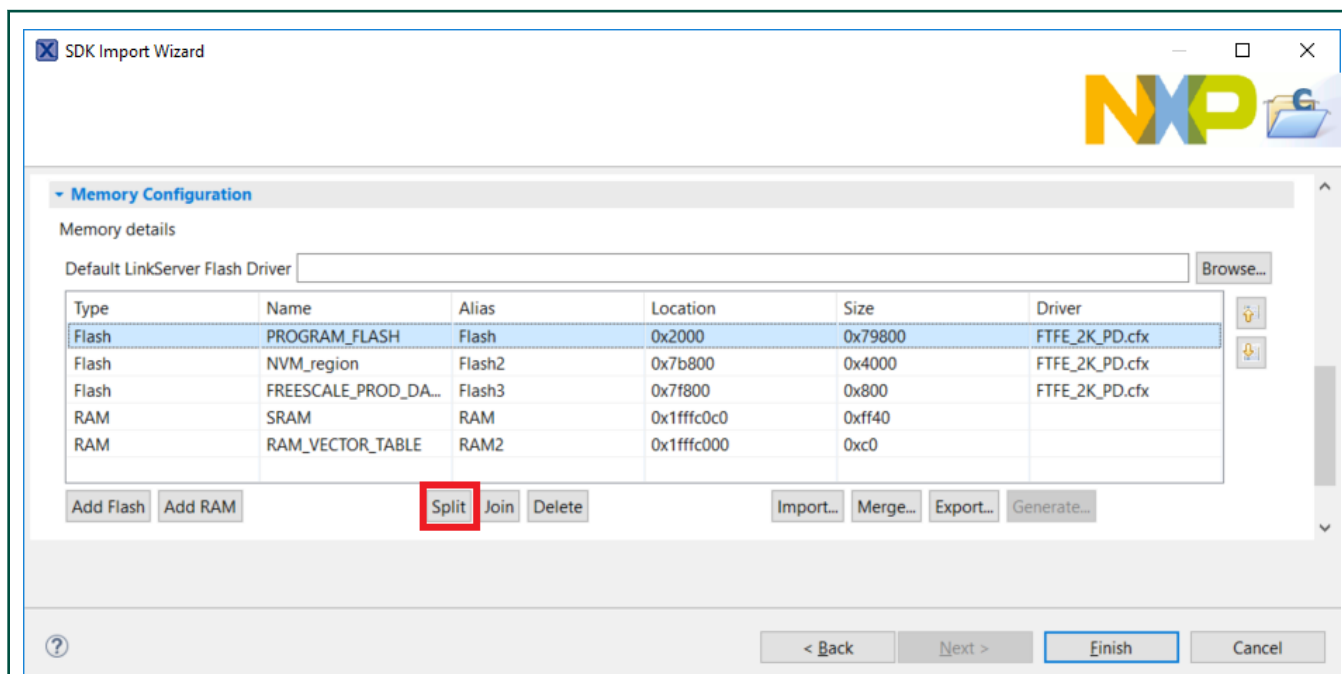 SDK Import Wizard
NXP
Memory Configuration
Memory details
Default LinkServer Flash Driver Browse...
Type Name Alias Location Size Driver
Flash PROGRAM_FLASH Flash 0x2000 0x79800 FTFE_2K_PD.cfx
Flash NVM_region Flash2 0x7b800 0x4000 FTFE_2K_PD.cfx
Flash FREESCALE_PROD_DA... Flash3 0x7f800 0x800 FTFE_2K_PD.cfx
RAM SRAM RAM 0x1fffc0c0 0xff40
RAM RAM_VECTOR_TABLE RAM2 0x1fffc000 0xc0
Add Flash Add RAM Split Join Delete Import... Merge... Export... Generate...
? < Back Next > Finish Cancel